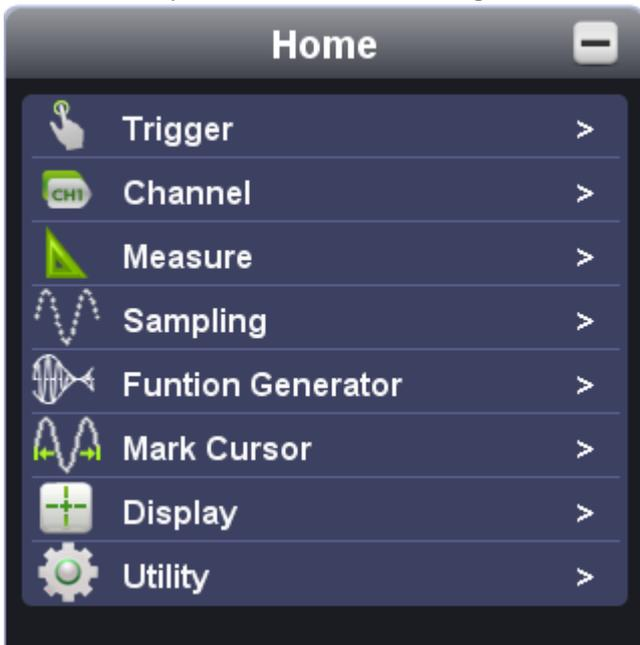 Home
Trigger >
CH1
Channel >
Measure >
Sampling >
Funtion Generator >
Mark Cursor >
Display >
Utility >